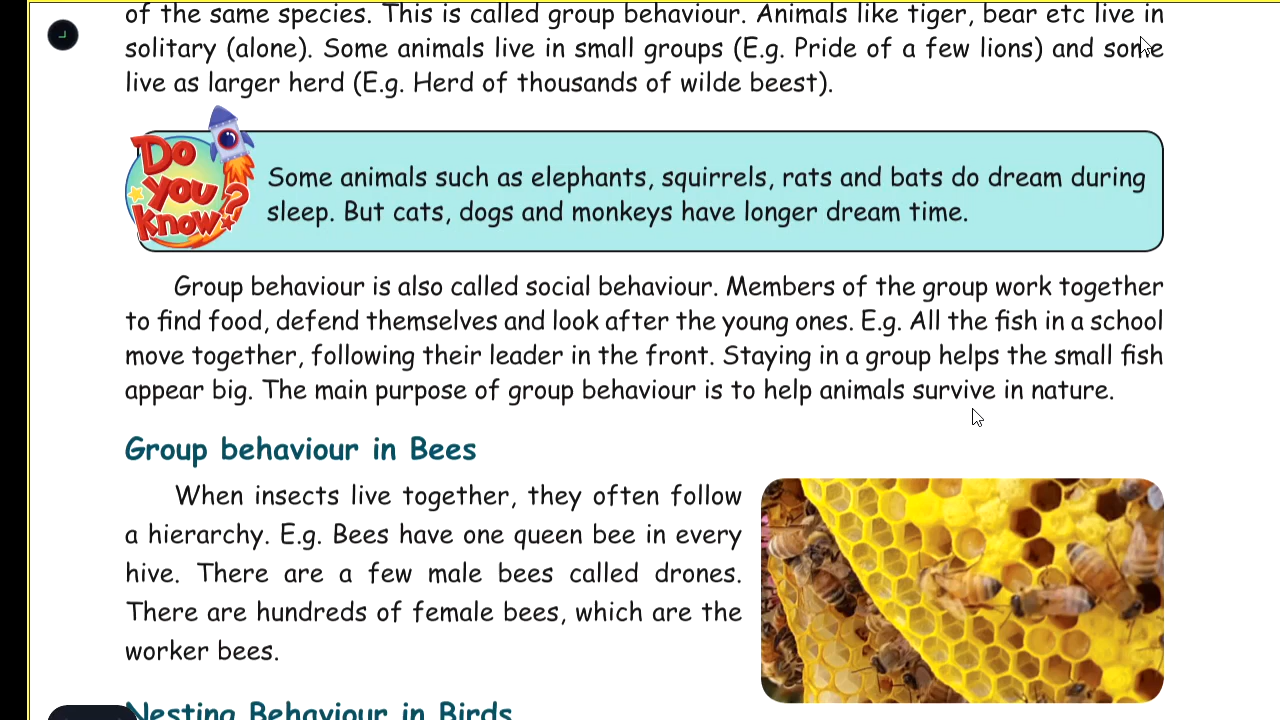 of the same species. This is called group behaviour. Animals like tiger, bear etc live in
solitary (alone). Some animals live in small groups (E.g. Pride of a few lions) and some
live as larger herd (E.g. Herd of thousands of wilde beest).
Do
You
Know?
Some animals such as elephants, squirrels, rats and bats do dream during
sleep. But cats, dogs and monkeys have longer dream time.
Group behaviour is also called social behaviour. Members of the group work together
to find food, defend themselves and look after the young ones. E.g. All the fish in a school
move together, following their leader in the front. Staying in a group helps the small fish
appear big. The main purpose of group behaviour is to help animals survive in nature.
Group behaviour in Bees
When insects live together, they often follow
a hierarchy. E.g. Bees have one queen bee in every
hive. There are a few male bees called drones.
There are hundreds of female bees, which are the
worker bees.
Nesting Behaviour in Birds